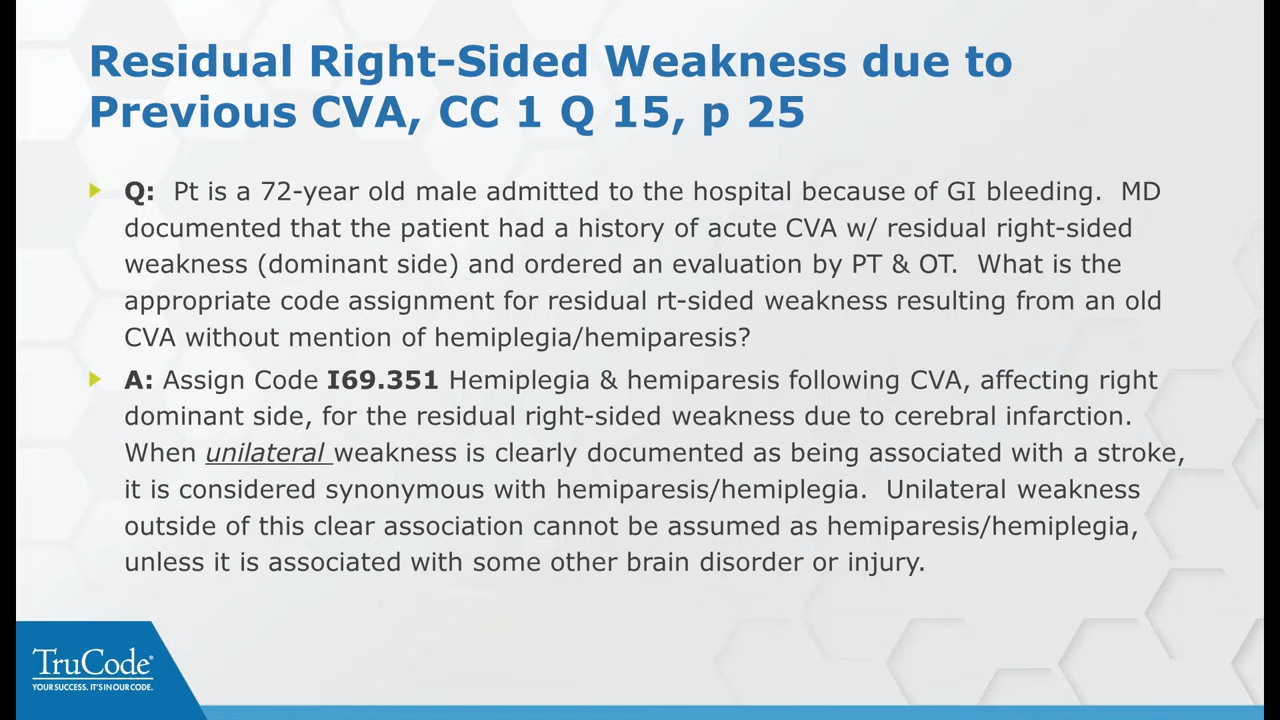 Residual Right-Sided Weakness due to
Previous CVA, CC 1 Q 15, p 25
Q: Pt is a 72-year old male admitted to the hospital because of GI bleeding. MD
documented that the patient had a history of acute CVA w/ residual right-sided
weakness (dominant side) and ordered an evaluation by PT & OT. What is the
appropriate code assignment for residual rt-sided weakness resulting from an old
CVA without mention of hemiplegia/hemiparesis?
A: Assign Code I69.351 Hemiplegia & hemiparesis following CVA, affecting right
dominant side, for the residual right-sided weakness due to cerebral infarction.
When unilateral weakness is clearly documented as being associated with a stroke,
it is considered synonymous with hemiparesis/hemiplegia. Unilateral weakness
outside of this clear association cannot be assumed as hemiparesis/hemiplegia,
unless it is associated with some other brain disorder or injury.
TruCode®
YOUR SUCCESS. IT'S IN OUR CODE.